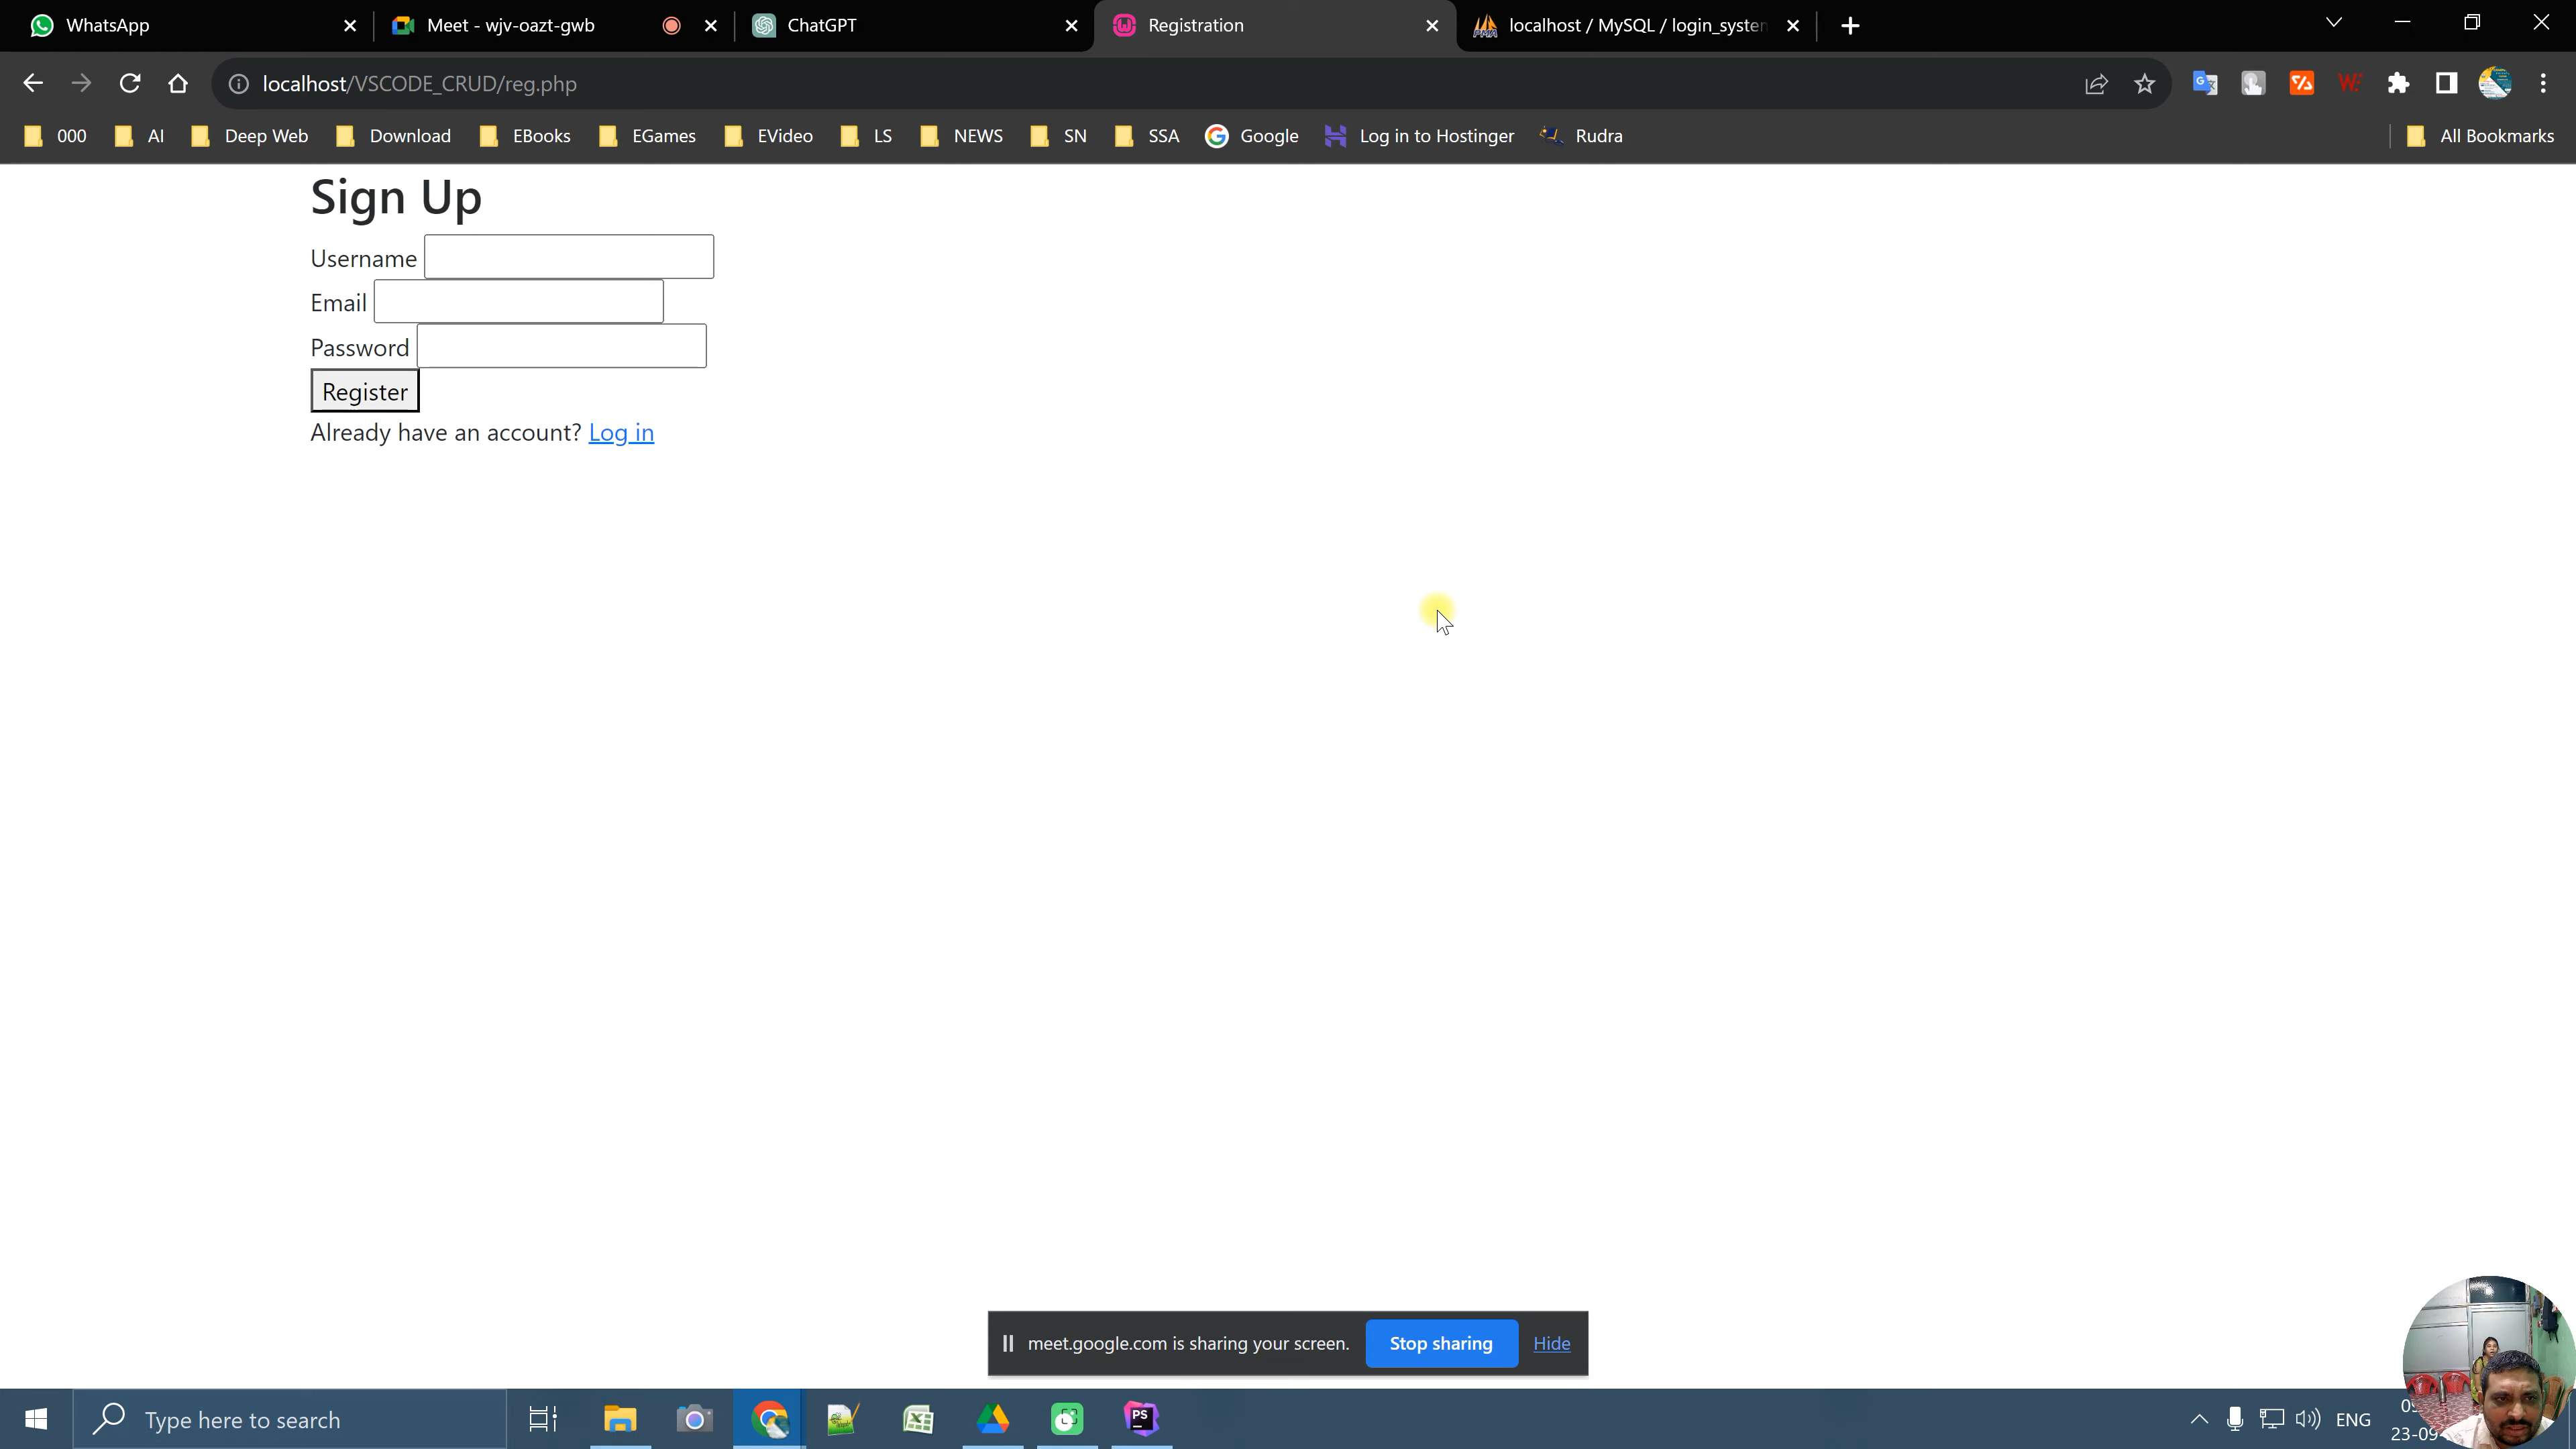 WhatsApp
Meet - wjv-oazt-gwb
ChatGPT
Registration
localhost / MySQL / login_system
localhost/VSCODE_CRUD/reg.php
000 AI Deep Web Download EBooks EGames EVideo LS NEWS SN SSA Google Log in to Hostinger Rudra All Bookmarks
Sign Up
Username
Email
Password
Register
Already have an account? Log in
meet.google.com is sharing your screen. Stop sharing Hide
Type here to search
PS
ENG